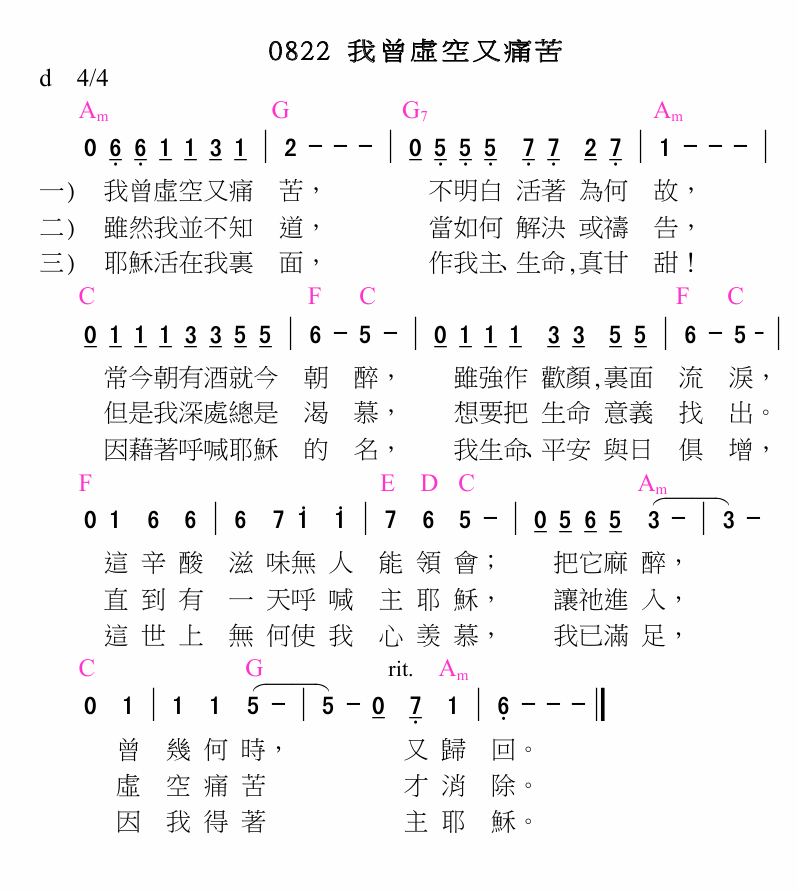 0822 我曾虛空又痛苦
d 4/4
Am G G7 Am
0 6 6 1 1 3 1 | 2 - - - | 0 5 5 5 7 7 2 7 | 1 - - - |
一) 我曾虛空又痛 苦， 不明白 活著 為何 故，
二) 雖然我並不知 道， 當如何 解決 或禱 告，
三) 耶穌活在我裏 面， 作我主、生命,真甘 甜！
C F C F C
0 1 1 1 3 3 5 5 | 6 - 5 - | 0 1 1 1 3 3 5 5 | 6 - 5 - |
常今朝有酒就今 朝 醉， 雖強作 歡顏,裏面 流 淚，
但是我深處總是 渴 慕， 想要把 生命 意義 找 出。
因藉著呼喊耶穌 的 名， 我生命、平安 與日 俱 增，
F E D C Am
0 1 6 6 | 6 7 i i | 7 6 5 - | 0 5 6 5 3 - | 3 -
這 辛 酸 滋 味無 人 能 領 會； 把它麻 醉，
直 到 有 一 天呼 喊 主 耶 穌， 讓祂進 入，
這 世 上 無 何使 我 心 羨 慕， 我已滿 足，
C G rit. Am
0 1 | 1 1 5 - | 5 - 0 7 1 | 6 - - - ||
曾 幾 何 時， 又 歸 回。
虛 空 痛 苦 才 消 除。
因 我 得 著 主 耶 穌。